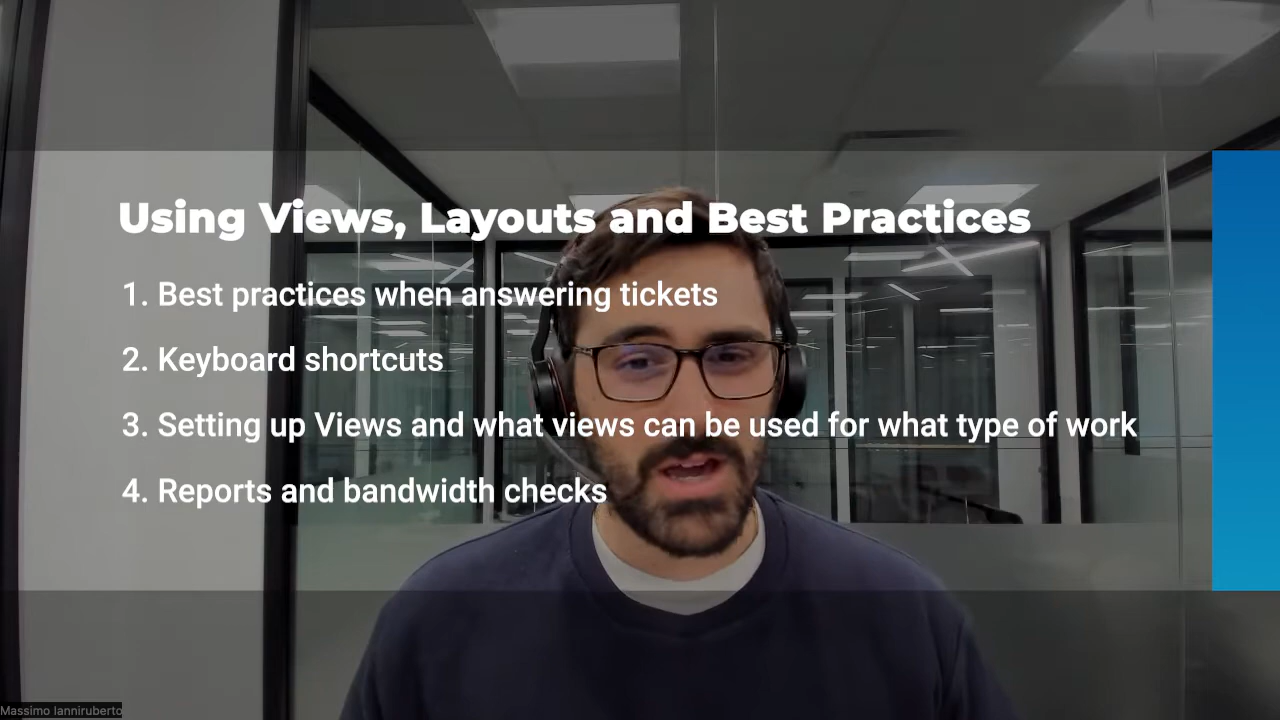 Using Views, Layouts and Best Practices
1. Best practices when answering tickets
2. Keyboard shortcuts
3. Setting up Views and what views can be used for what type of work
4. Reports and bandwidth checks
Massimo Ianniruberto